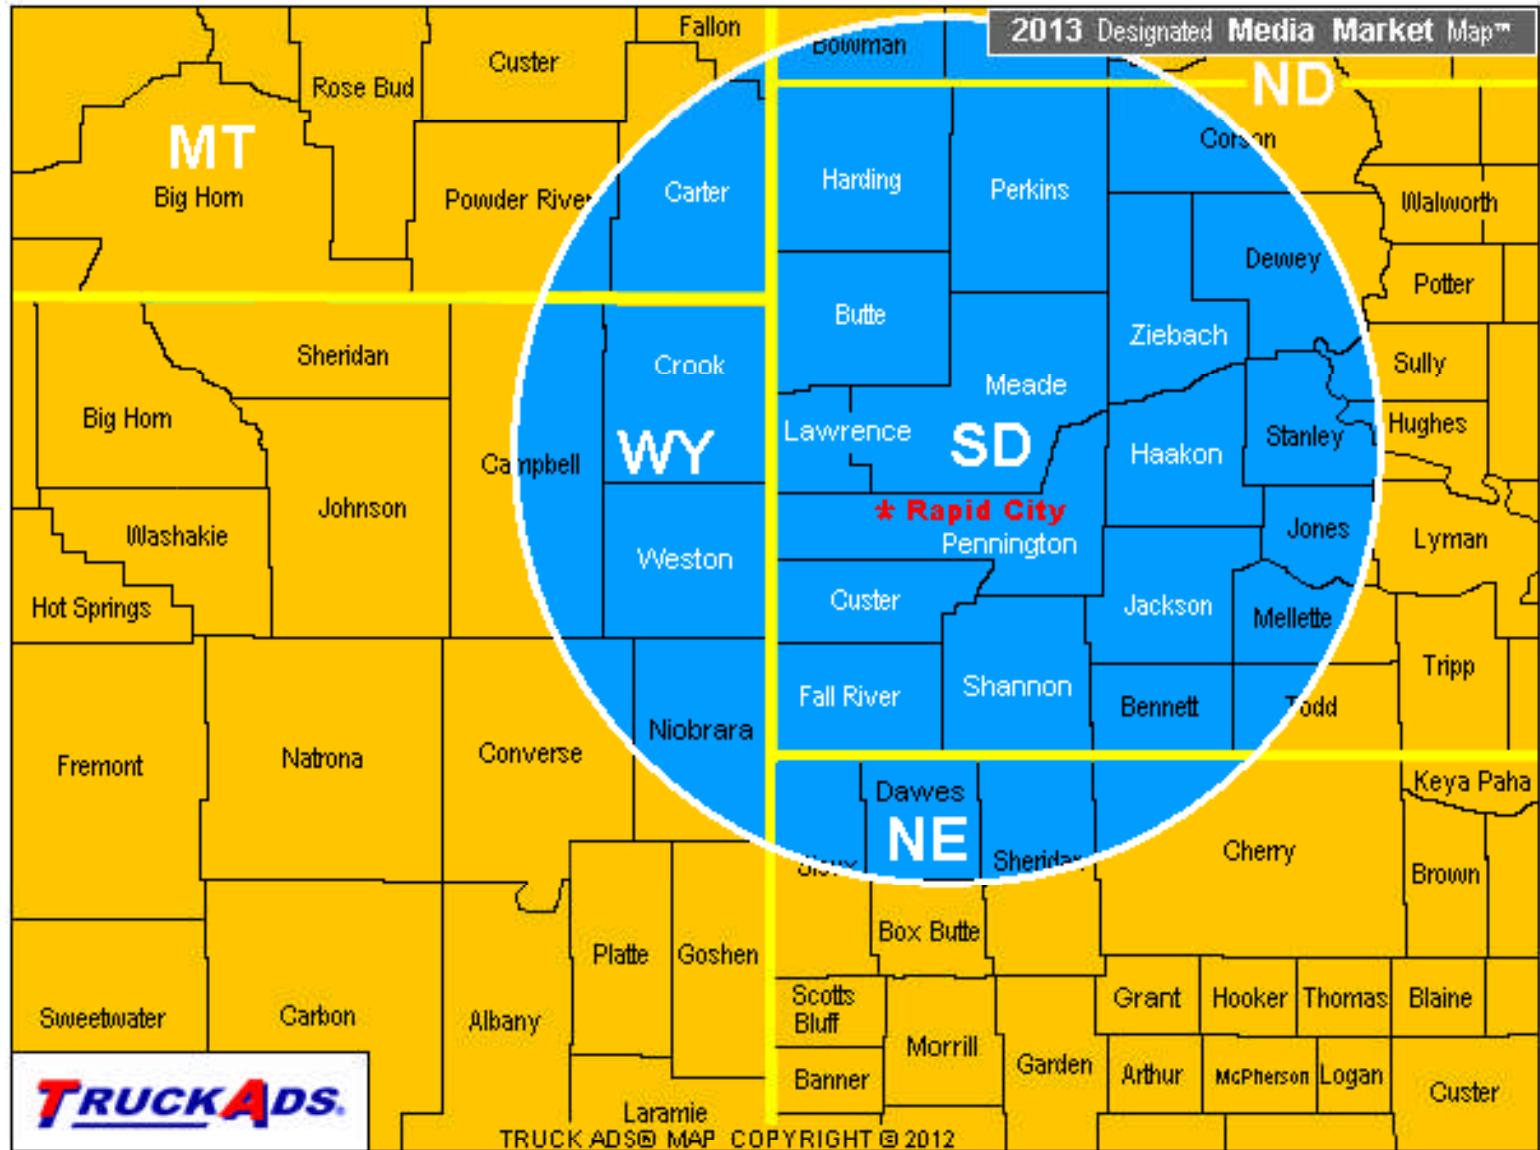 2013 Designated Media Market Map™
Fallon
Bowman
Custer
Rose Bud
ND
MT
Corson
Big Horn
Powder River
Carter
Harding
Perkins
Walworth
Dewey
Potter
Butte
Ziebach
Sheridan
Crook
Meade
Sully
Big Horn
Lawrence
Hughes
Stanley
WY
SD
Haakon
Campbell
Johnson
* Rapid City
Washakie
Jones
Lyman
Weston
Pennington
Hot Springs
Custer
Jackson
Mellette
Tripp
Fall River
Shannon
Bennett
Todd
Niobrara
Fremont
Natrona
Converse
Keya Paha
Dawes
NE
Sioux
Sheridan
Cherry
Brown
Box Butte
Platte
Goshen
Scotts
Bluff
Grant
Hooker
Thomas
Blaine
Sweetwater
Carbon
Albany
Morrill
Garden
Banner
Arthur
McPherson
Logan
Custer
TRUCKADS.
Laramie
TRUCK ADS® MAP COPYRIGHT © 2012